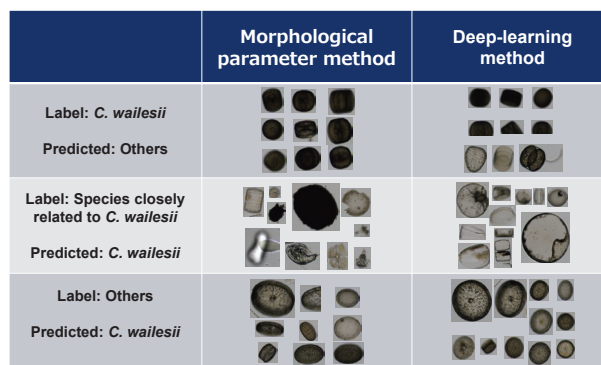 Morphological
parameter method
Deep-learning
method
Label: C. wailesii
Predicted: Others
Label: Species closely
related to C. wailesii
Predicted: C. wailesii
Label: Others
Predicted: C. wailesii